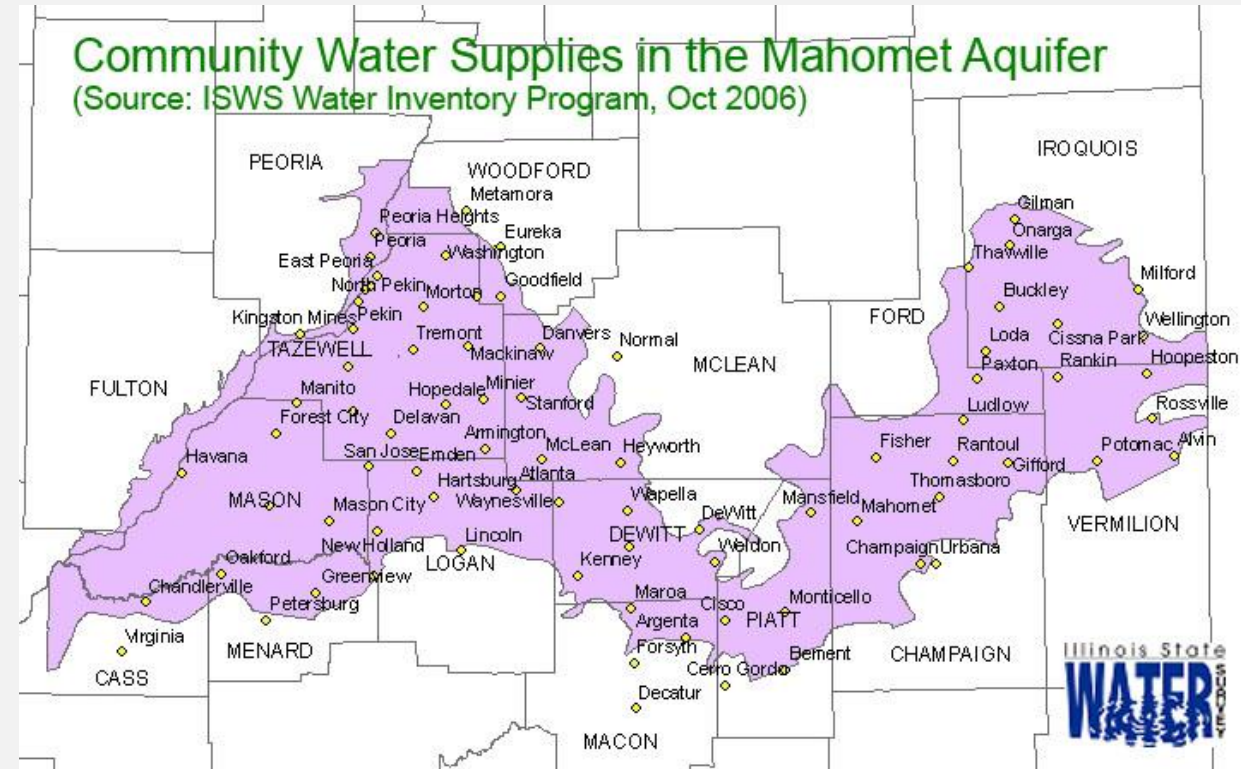 Community Water Supplies in the Mahomet Aquifer
(Source: ISWS Water Inventory Program, Oct 2006)
IROQUOIS
PEORIA
WOODFORD
Metamora
Gilman
Peoria Heights
Onarga
Peoria
Eureka
Washington
Thawville
East Peoria
Milford
North Pekin
Morton
Goodfield
Buckley
Kingston Mines
Pekin
FORD
Wellington
Tremont
Danvers
Normal
Loda
Cissna Park
TAZEWELL
Mackinaw
MCLEAN
Paxton
Rankin
Hoopeston
FULTON
Manito
Hopedale
Minier
Stanford
Rossville
Forest City
Delavan
Ludlow
Armington
McLean
Heyworth
Fisher
Rantoul
Potomac
Alvin
Havana
San Jose
Emden
Gifford
Hartsburg
Atlanta
Thomasboro
MASON
Mason City
Waynesville
Wapella
Mansfield
Mahomet
DeWitt
VERMILION
New Holland
Lincoln
DEWITT
Weldon
Champaign
Urbana
Oakford
LOGAN
Kenney
Chandlerville
Greenview
Maroa
Cisco
Monticello
Petersburg
Argenta
PIATT
Virginia
MENARD
Forsyth
Bement
CHAMPAIGN
Illinois State
CASS
Cerro Gordo
WATER
SURVEY
Decatur
MACON